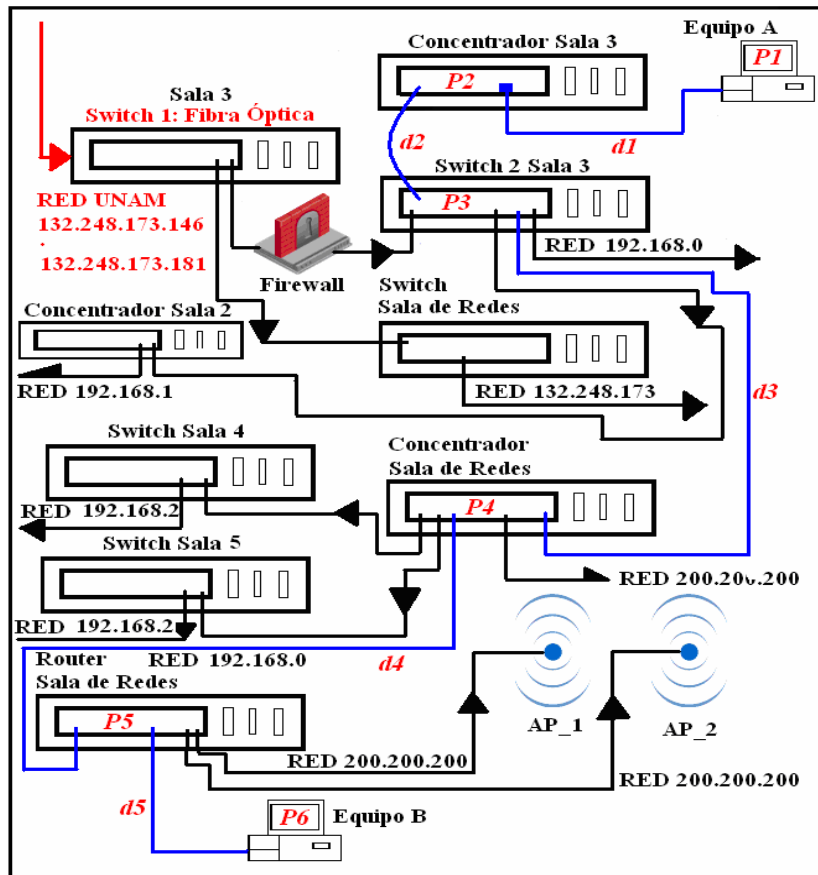 Equipo A
P1
Concentrador Sala 3
P2
Sala 3
Switch 1: Fibra Óptica
d2
d1
Switch 2 Sala 3
P3
RED UNAM
132.248.173.146
.
132.248.173.181
Firewall
RED 192.168.0
Switch
Sala de Redes
Concentrador Sala 2
RED 192.168.1
RED 132.248.173
d3
Switch Sala 4
Concentrador
Sala de Redes
P4
RED 192.168.2
Switch Sala 5
RED 200.200.200
RED 192.168.2
Router
Sala de Redes
RED 192.168.0
d4
P5
AP_1
AP_2
RED 200.200.200
RED 200.200.200
d5
P6
Equipo B